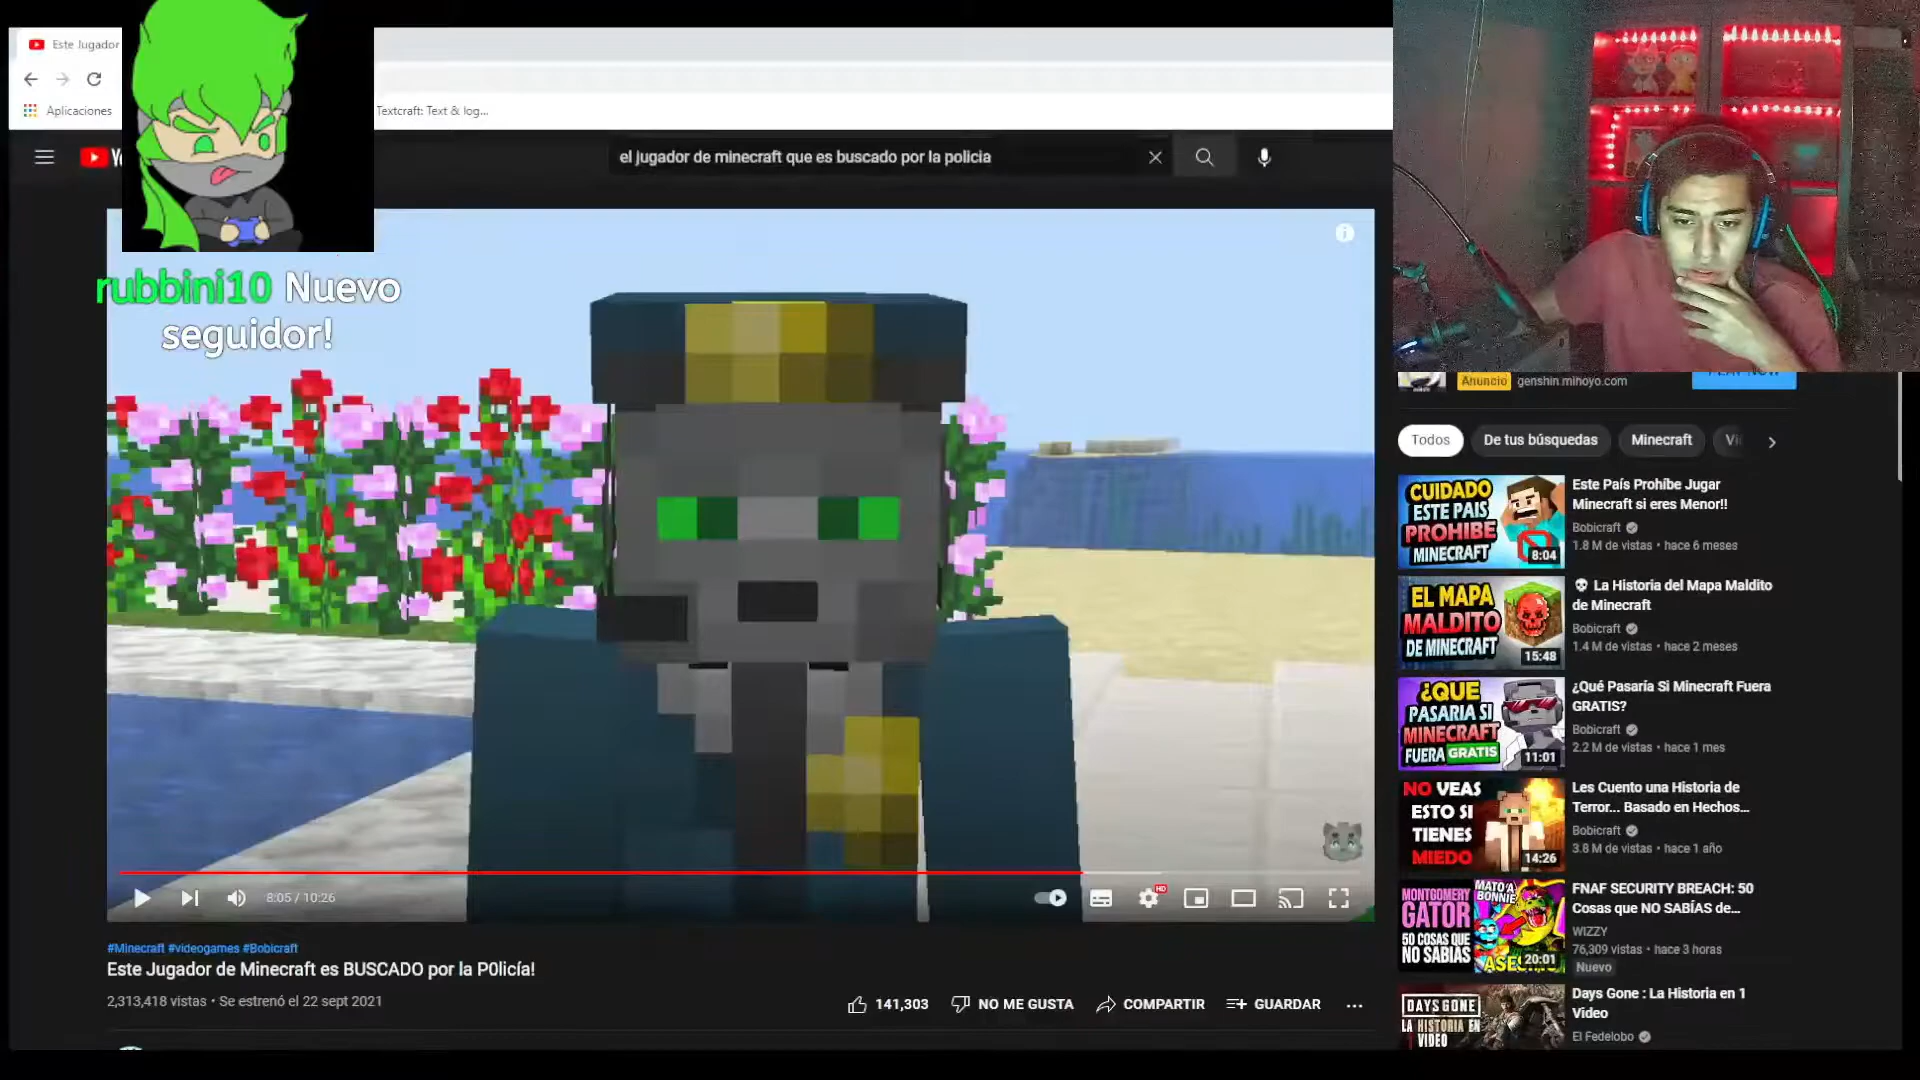 Este Jugador
Aplicaciones
Textcraft: Text & log...
el jugador de minecraft que es buscado por la policia
rubbini10 Nuevo
seguidor!
8:05 / 10:26
HD
#Minecraft #videogames #Bobicraft
Este Jugador de Minecraft es BUSCADO por la P0licía!
2,313,418 vistas • Se estrenó el 22 sept 2021
141,303
NO ME GUSTA
COMPARTIR
GUARDAR
Anuncio
genshin.mihoyo.com
Todos
De tus búsquedas
Minecraft
CUIDADO
ESTE PAIS
PROHIBE
MINECRAFT
8:04
Este País Prohíbe Jugar
Minecraft si eres Menor!!
Bobicraft
1.8 M de vistas • hace 6 meses
EL MAPA
MALDITO
DE MINECRAFT
15:48
La Historia del Mapa Maldito
de Minecraft
Bobicraft
1.4 M de vistas • hace 2 meses
¿QUE
PASARIA SI
MINECRAFT
FUERA GRATIS
11:01
¿Qué Pasaría Si Minecraft Fuera
GRATIS?
Bobicraft
2.2 M de vistas • hace 1 mes
NO VEAS
ESTO SI
TIENES
MIEDO
14:26
Les Cuento una Historia de
Terror... Basado en Hechos...
Bobicraft
3.8 M de vistas • hace 1 año
MONTGOMERY
GATOR
50 COSAS QUE
NO SABIAS
MATO A
BONNIE
20:01
FNAF SECURITY BREACH: 50
Cosas que NO SABÍAS de...
WIZZY
76,309 vistas • hace 3 horas
Nuevo
DAYS GONE
LA HISTORIA EN
VIDEO
Days Gone : La Historia en 1
Video
El Fedelobo